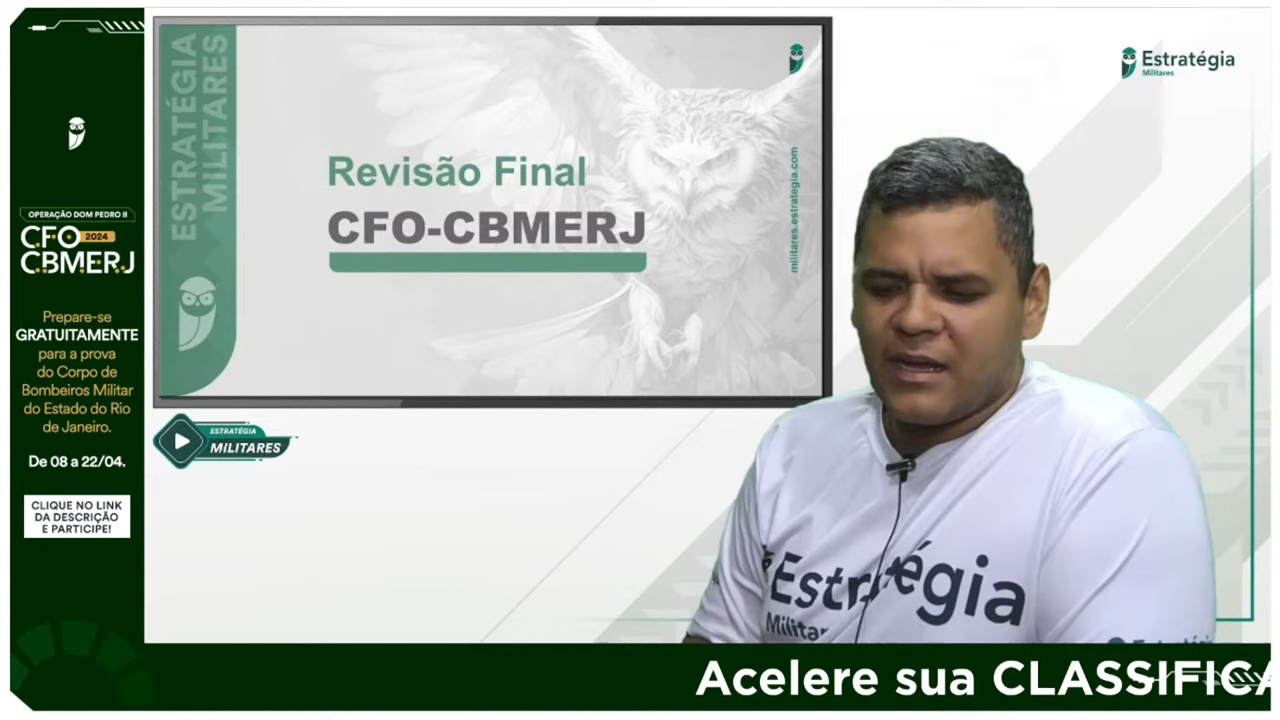 OPERAÇÃO DOM PEDRO II
CFO 2024
CBMERJ
Prepare-se
GRATUITAMENTE
para a prova
do Corpo de
Bombeiros Militar
do Estado do Rio
de Janeiro.
De 08 a 22/04.
CLIQUE NO LINK
DA DESCRIÇÃO
E PARTICIPE!
ESTRATÉGIA
MILITARES
Revisão Final
CFO-CBMERJ
militares.estrategia.com
ESTRATÉGIA
MILITARES
Estratégia
Militares
Estratégia
Militar
Acelere sua CLASSIFICA